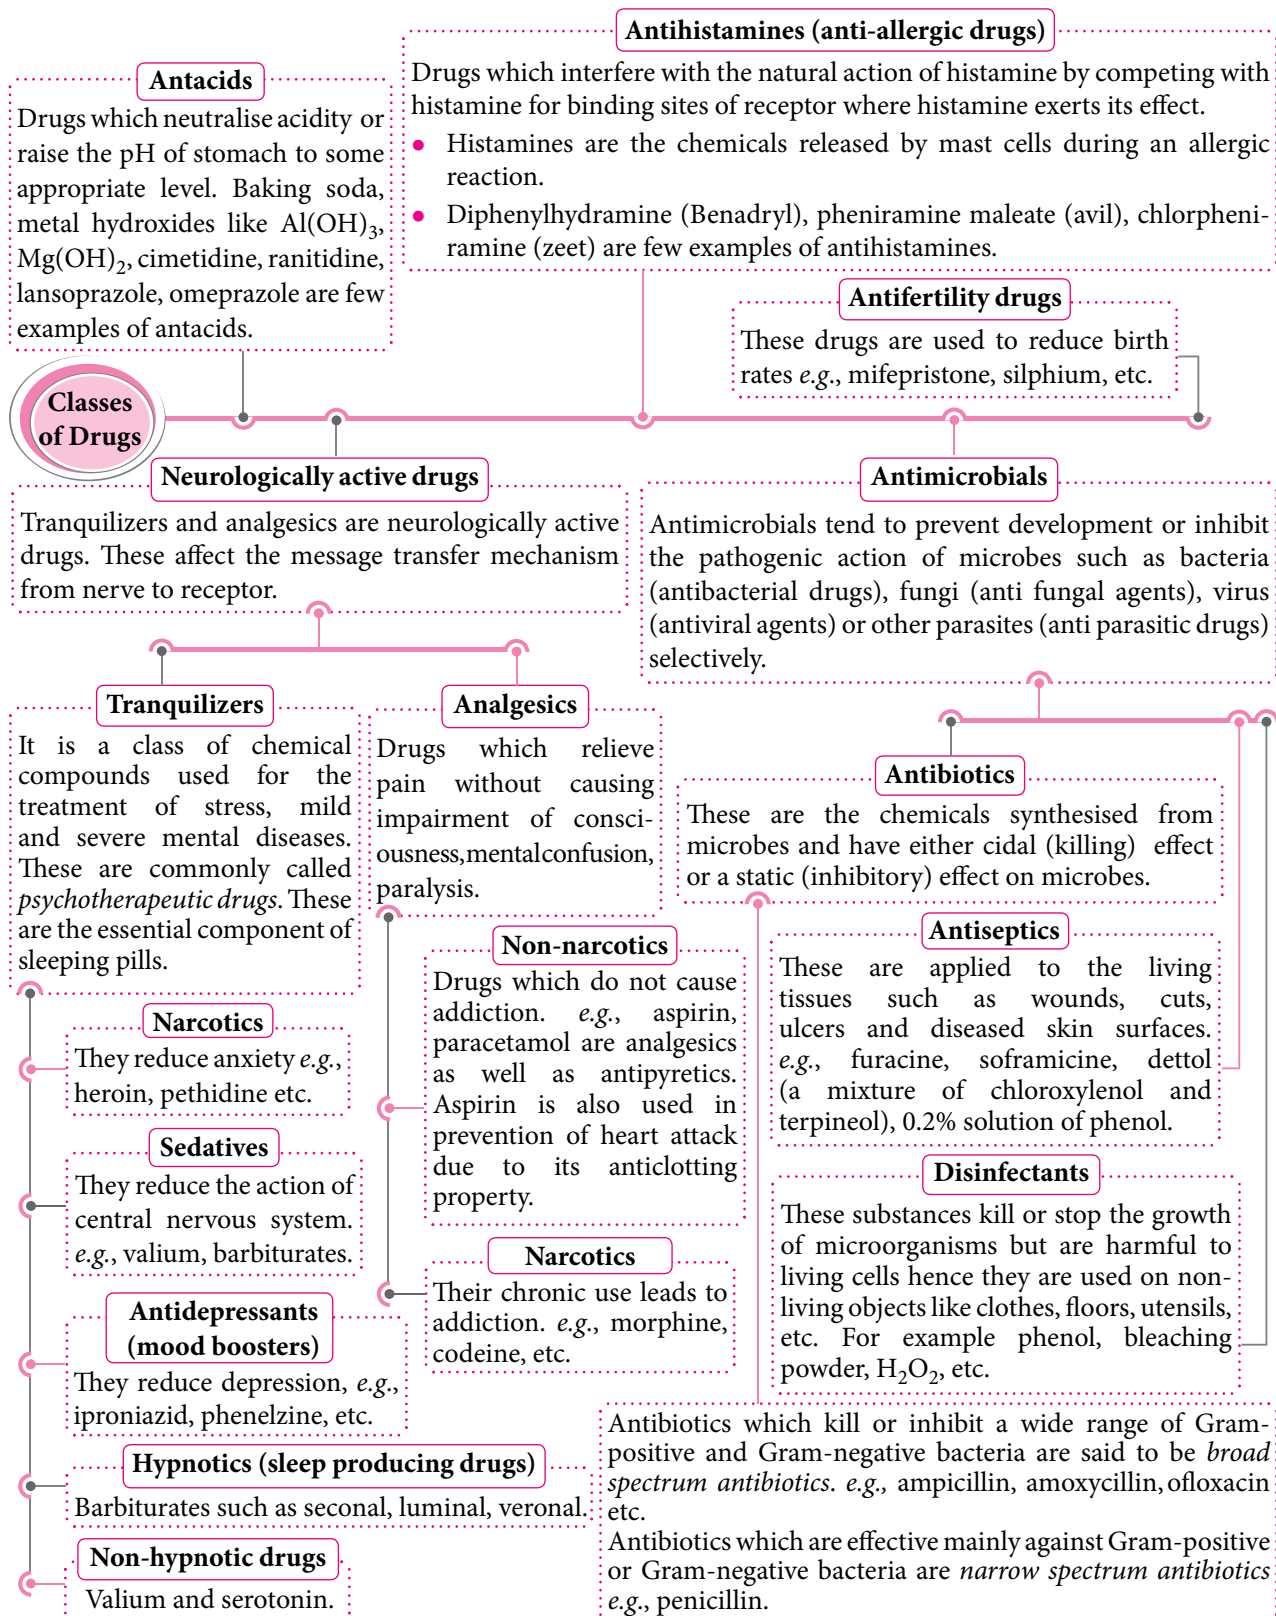 Antihistamines (anti-allergic drugs)
Drugs which interfere with the natural action of histamine by competing with
histamine for binding sites of receptor where histamine exerts its effect.
● Histamines are the chemicals released by mast cells during an allergic
reaction.
● Diphenylhydramine (Benadryl), pheniramine maleate (avil), chlorpheni-
ramine (zeet) are few examples of antihistamines.
Antacids
Drugs which neutralise acidity or
raise the pH of stomach to some
appropriate level. Baking soda,
metal hydroxides like Al(OH)₃,
Mg(OH)₂, cimetidine, ranitidine,
lansoprazole, omeprazole are few
examples of antacids.
Antifertility drugs
These drugs are used to reduce birth
rates e.g., mifepristone, silphium, etc.
Classes
of Drugs
Neurologically active drugs
Tranquilizers and analgesics are neurologically active
drugs. These affect the message transfer mechanism
from nerve to receptor.
Antimicrobials
Antimicrobials tend to prevent development or inhibit
the pathogenic action of microbes such as bacteria
(antibacterial drugs), fungi (anti fungal agents), virus
(antiviral agents) or other parasites (anti parasitic drugs)
selectively.
Tranquilizers
It is a class of chemical
compounds used for the
treatment of stress, mild
and severe mental diseases.
These are commonly called
psychotherapeutic drugs. These
are the essential component of
sleeping pills.
Analgesics
Drugs which relieve
pain without causing
impairment of consci-
ousness, mental confusion,
paralysis.
Antibiotics
These are the chemicals synthesised from
microbes and have either cidal (killing) effect
or a static (inhibitory) effect on microbes.
Non-narcotics
Drugs which do not cause
addiction. e.g., aspirin,
paracetamol are analgesics
as well as antipyretics.
Aspirin is also used in
prevention of heart attack
due to its anticlotting
property.
Antiseptics
These are applied to the living
tissues such as wounds, cuts,
ulcers and diseased skin surfaces.
e.g., furacine, soframicine, dettol
(a mixture of chloroxylenol and
terpineol), 0.2% solution of phenol.
Narcotics
They reduce anxiety e.g.,
heroin, pethidine etc.
Sedatives
They reduce the action of
central nervous system.
e.g., valium, barbiturates.
Disinfectants
These substances kill or stop the growth
of microorganisms but are harmful to
living cells hence they are used on non-
living objects like clothes, floors, utensils,
etc. For example phenol, bleaching
powder, H₂O₂, etc.
Narcotics
Their chronic use leads to
addiction. e.g., morphine,
codeine, etc.
Antidepressants
(mood boosters)
They reduce depression, e.g.,
iproniazid, phenelzine, etc.
Hypnotics (sleep producing drugs)
Barbiturates such as seconal, luminal, veronal.
Non-hypnotic drugs
Valium and serotonin.
Antibiotics which kill or inhibit a wide range of Gram-
positive and Gram-negative bacteria are said to be broad
spectrum antibiotics. e.g., ampicillin, amoxycillin, ofloxacin
etc.
Antibiotics which are effective mainly against Gram-positive
or Gram-negative bacteria are narrow spectrum antibiotics
e.g., penicillin.